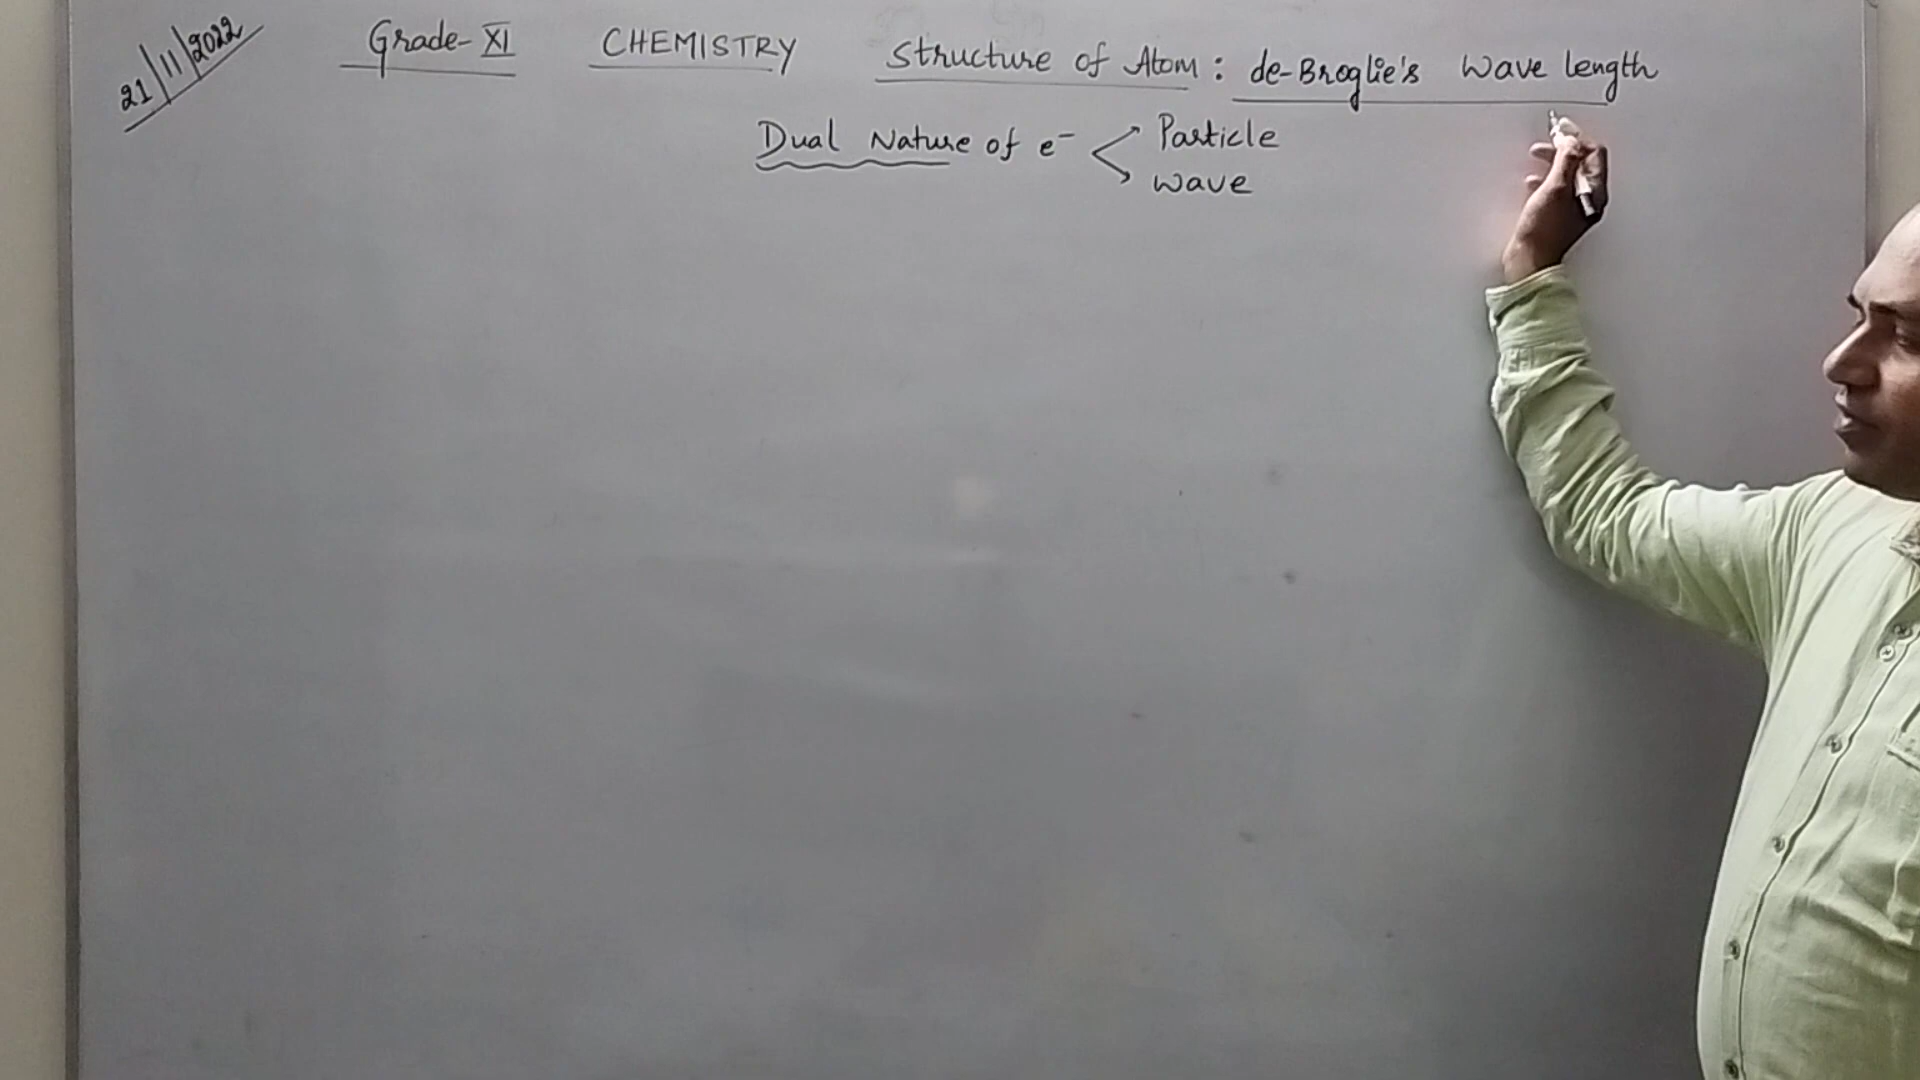 21/11/2022 Grade-XI CHEMISTRY Structure of Atom: de-Broglie's Wave length
Dual Nature of e⁻ Particle
Wave